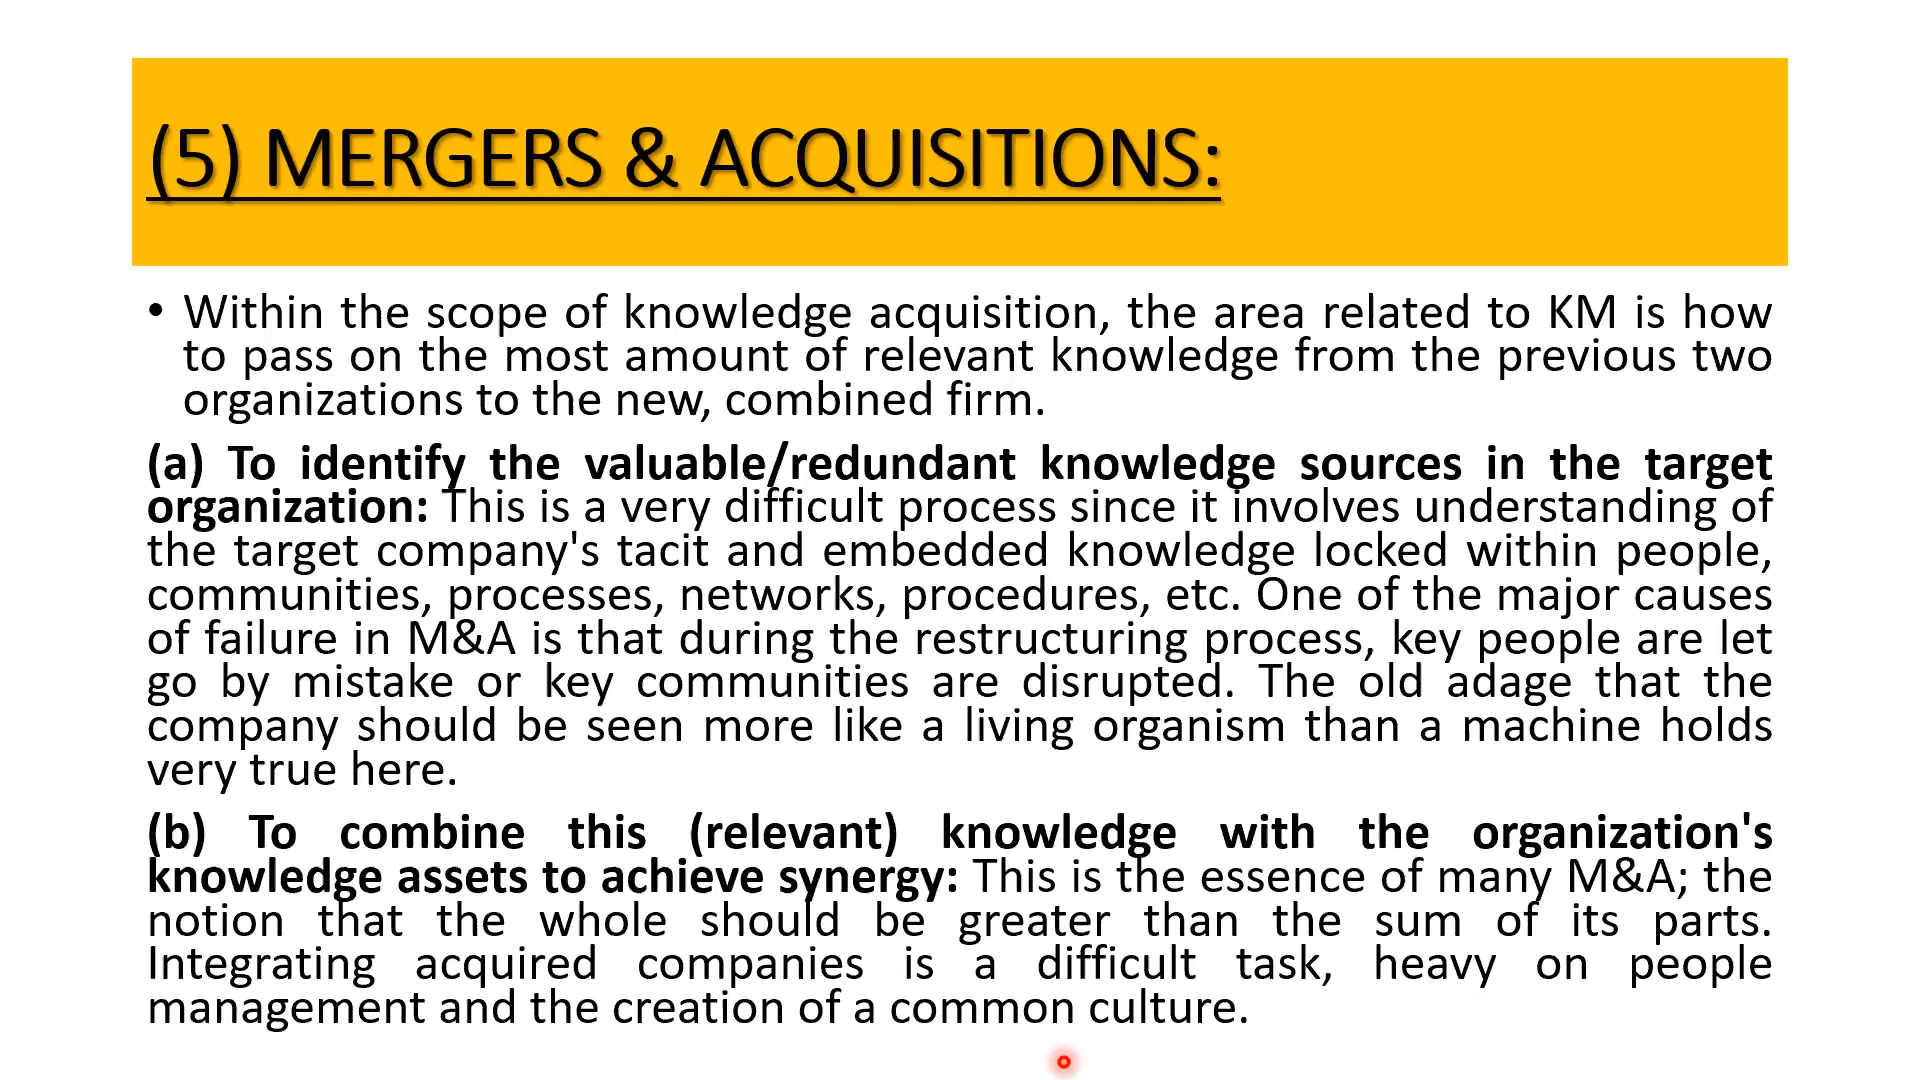 (5) MERGERS & ACQUISITIONS:
• Within the scope of knowledge acquisition, the area related to KM is how
to pass on the most amount of relevant knowledge from the previous two
organizations to the new, combined firm.
(a) To identify the valuable/redundant knowledge sources in the target
organization: This is a very difficult process since it involves understanding of
the target company's tacit and embedded knowledge locked within people,
communities, processes, networks, procedures, etc. One of the major causes
of failure in M&A is that during the restructuring process, key people are let
go by mistake or key communities are disrupted. The old adage that the
company should be seen more like a living organism than a machine holds
very true here.
(b) To combine this (relevant) knowledge with the organization's
knowledge assets to achieve synergy: This is the essence of many M&A; the
notion that the whole should be greater than the sum of its parts.
Integrating acquired companies is a difficult task, heavy on people
management and the creation of a common culture.